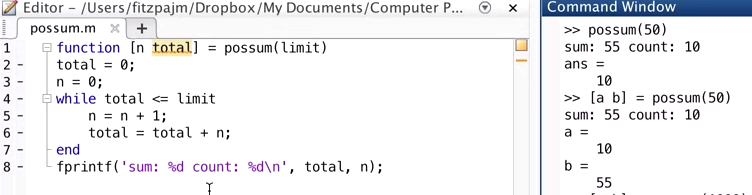 Editor - /Users/fitzpajm/Dropbox/My Documents/Computer P...
possum.m
1 function [n total] = possum(limit)
2 - total = 0;
3 - n = 0;
4 - while total <= limit
5 - n = n + 1;
6 - total = total + n;
7 - end
8 - fprintf('sum: %d count: %d\n', total, n);
Command Window
>> possum(50)
sum: 55 count: 10
ans =
10
>> [a b] = possum(50)
sum: 55 count: 10
a =
10
b =
55